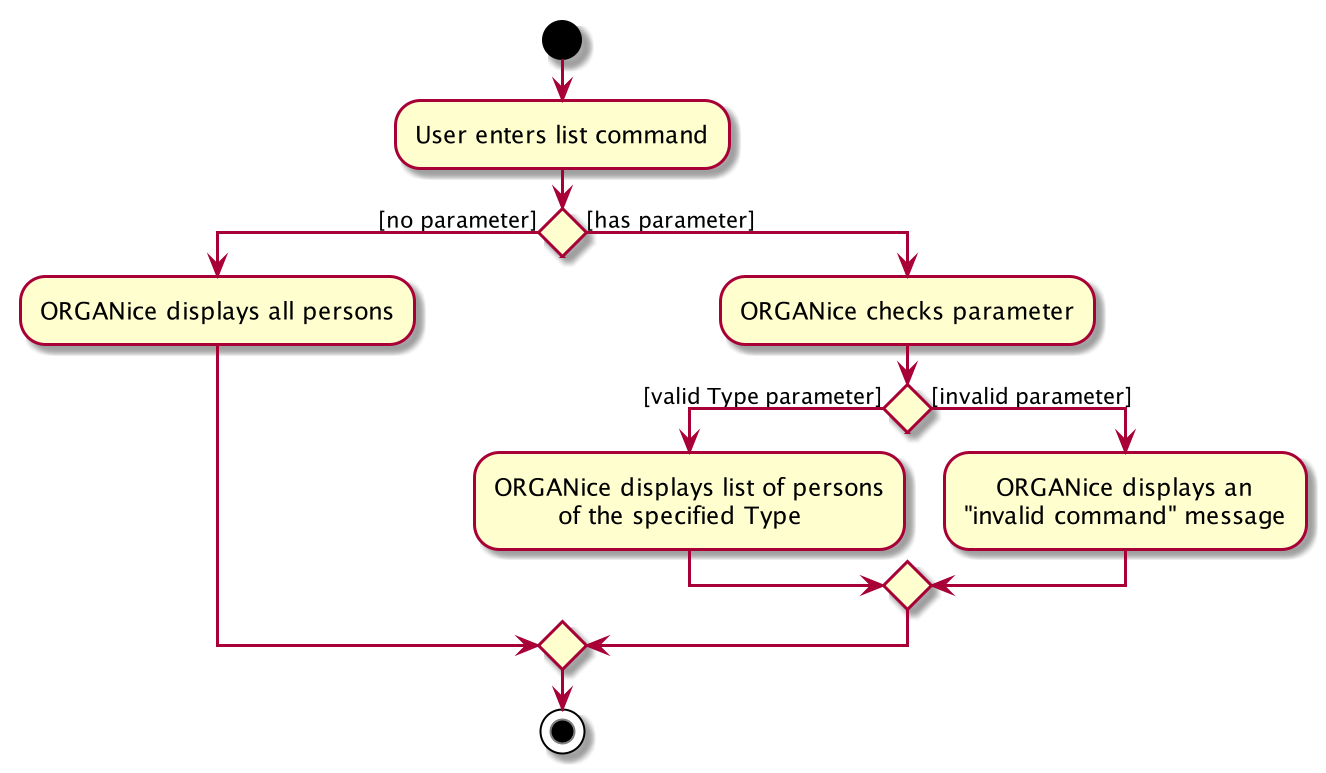 User enters list command
[no parameter]
[has parameter]
ORGANice displays all persons
ORGANice checks parameter
[valid Type parameter]
[invalid parameter]
ORGANice displays list of persons
of the specified Type
ORGANice displays an
"invalid command" message